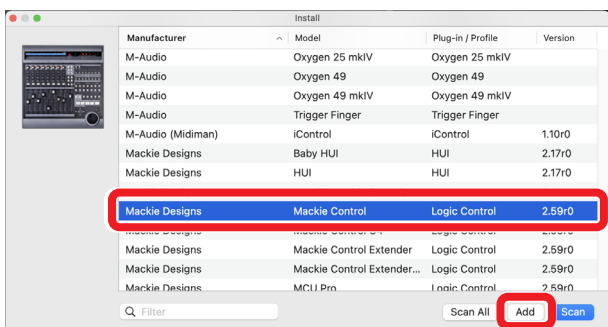 Install
Manufacturer Model Plug-in / Profile Version
M-Audio Oxygen 25 mkIV Oxygen 25 mkIV
M-Audio Oxygen 49 Oxygen 49
M-Audio Oxygen 49 mkIV Oxygen 49 mkIV
M-Audio Trigger Finger Trigger Finger
M-Audio (Midiman) iControl iControl 1.10r0
Mackie Designs Baby HUI HUI 2.17r0
Mackie Designs HUI HUI 2.17r0
Mackie Designs Mackie Control Logic Control 2.59r0
Mackie Designs Mackie Control Extender Logic Control 2.59r0
Mackie Designs Mackie Control Extender... Logic Control 2.59r0
Mackie Designs MCU Pro Logic Control 2.59r0
Filter Scan All Add Scan